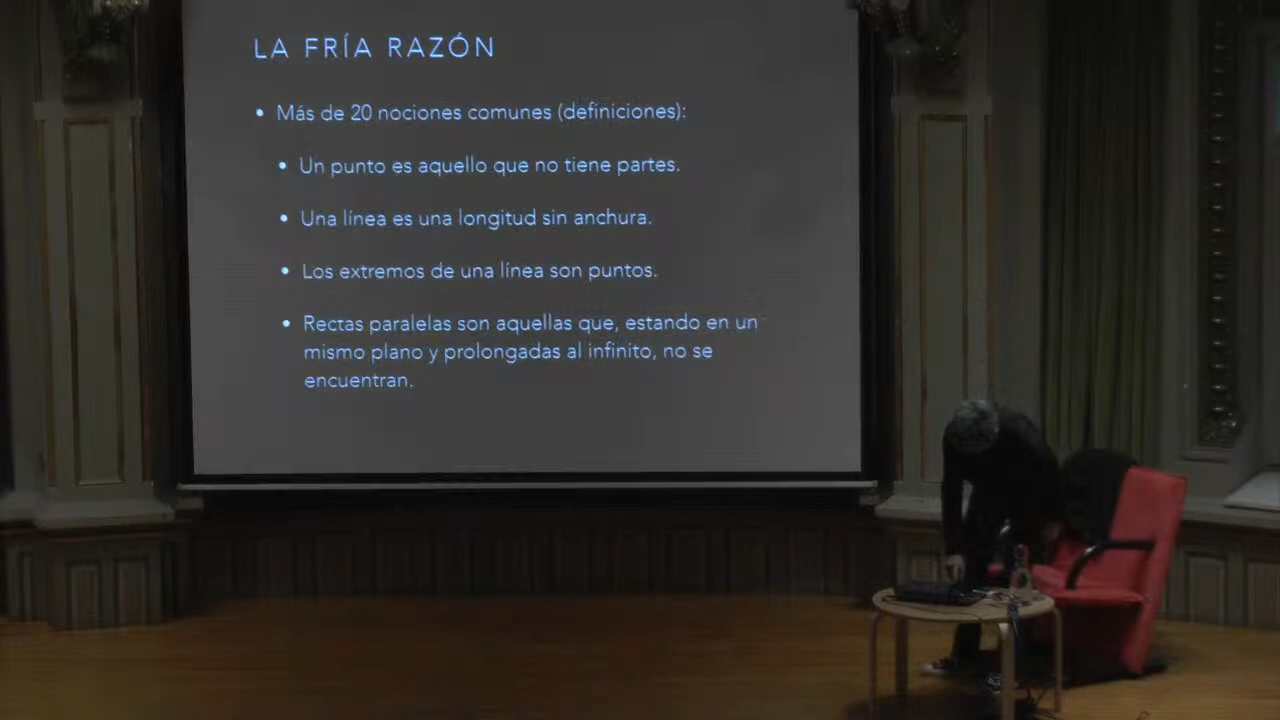 LA FRÍA RAZÓN
• Más de 20 nociones comunes (definiciones):
• Un punto es aquello que no tiene partes.
• Una línea es una longitud sin anchura.
• Los extremos de una línea son puntos.
• Rectas paralelas son aquellas que, estando en un
mismo plano y prolongadas al infinito, no se
encuentran.